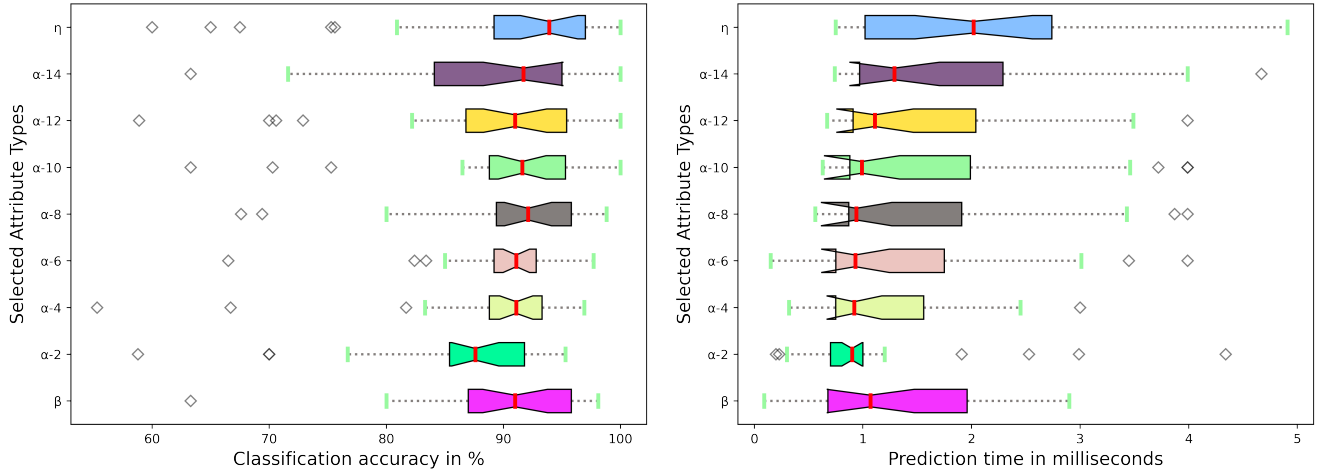 Selected Attribute Types
η
α-14
α-12
α-10
α-8
α-6
α-4
α-2
β
60 70 80 90 100
Classification accuracy in %
Selected Attribute Types
η
α-14
α-12
α-10
α-8
α-6
α-4
α-2
β
0 1 2 3 4 5
Prediction time in milliseconds